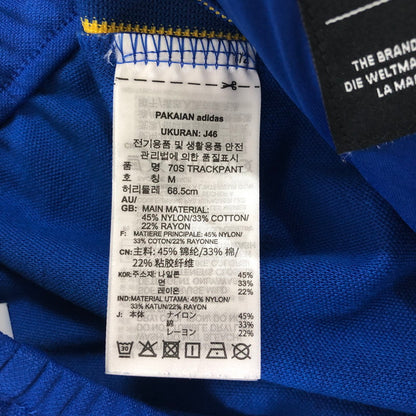 /2
PAKAIAN adidas
UKURAN: J46
전기용품 및 생활용품 안전
관리법에 의한 품질표시
품 명 70S TRACKPANT
호 칭 M
허리둘레 68.5cm
AU/
GB: MAIN MATERIAL:
45% NYLON/33% COTTON/
22% RAYON
F: MATIERE PRINCIPALE: 45% NYLON/33%
COTON/22% RAYONNE
CN: 主料: 45% 锦纶/33% 棉/
22% 粘胶纤维
KOR: 주소재: 나일론 45%
면 33%
레이온 22%
IND: MATERIAL UTAMA: 45% NYLON/
33% KATUN/22% RAYON
J: 本体 ナイロン 45%
綿 33%
レーヨン 22%
30
THE BRAND
DIE WELTMA
LA MAR